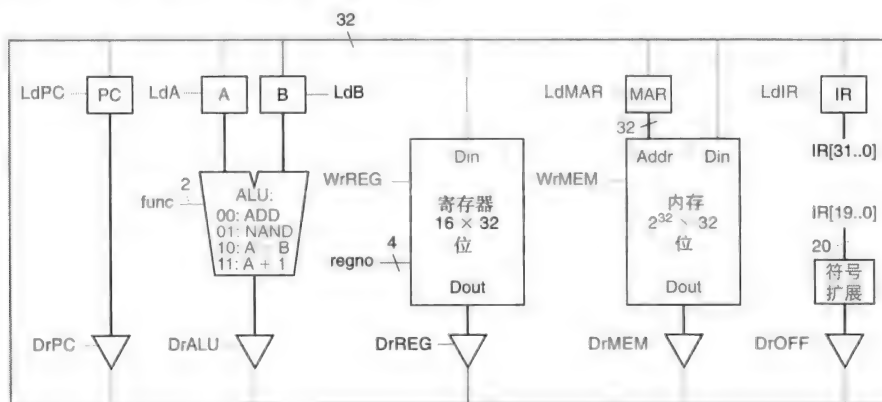 32
LdPC
PC
LdA
A
B
LdB
LdMAR
MAR
LdIR
IR
32
IR[31..0]
Din
Addr
Din
WrREG
WrMEM
2
func
ALU:
00: ADD
01: NAND
10: A - B
11: A + 1
寄存器
16 × 32
位
内存
2³² × 32
位
IR[19..0]
regno
4
20
符号
扩展
Dout
Dout
DrPC
DrALU
DrREG
DrMEM
DrOFF